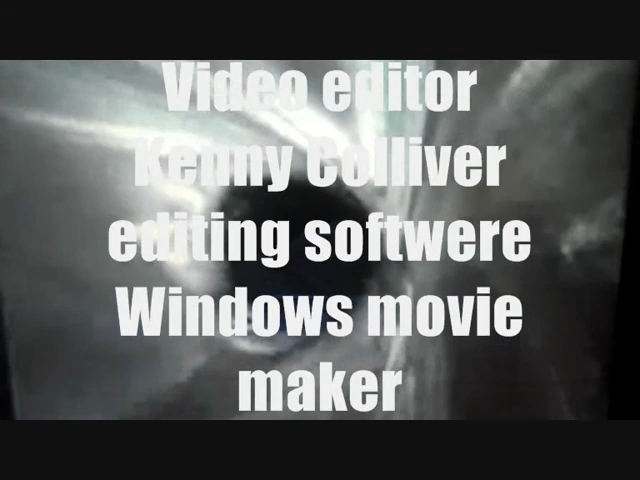 Video editor
Kenny Colliver
editing softwere
Windows movie
maker